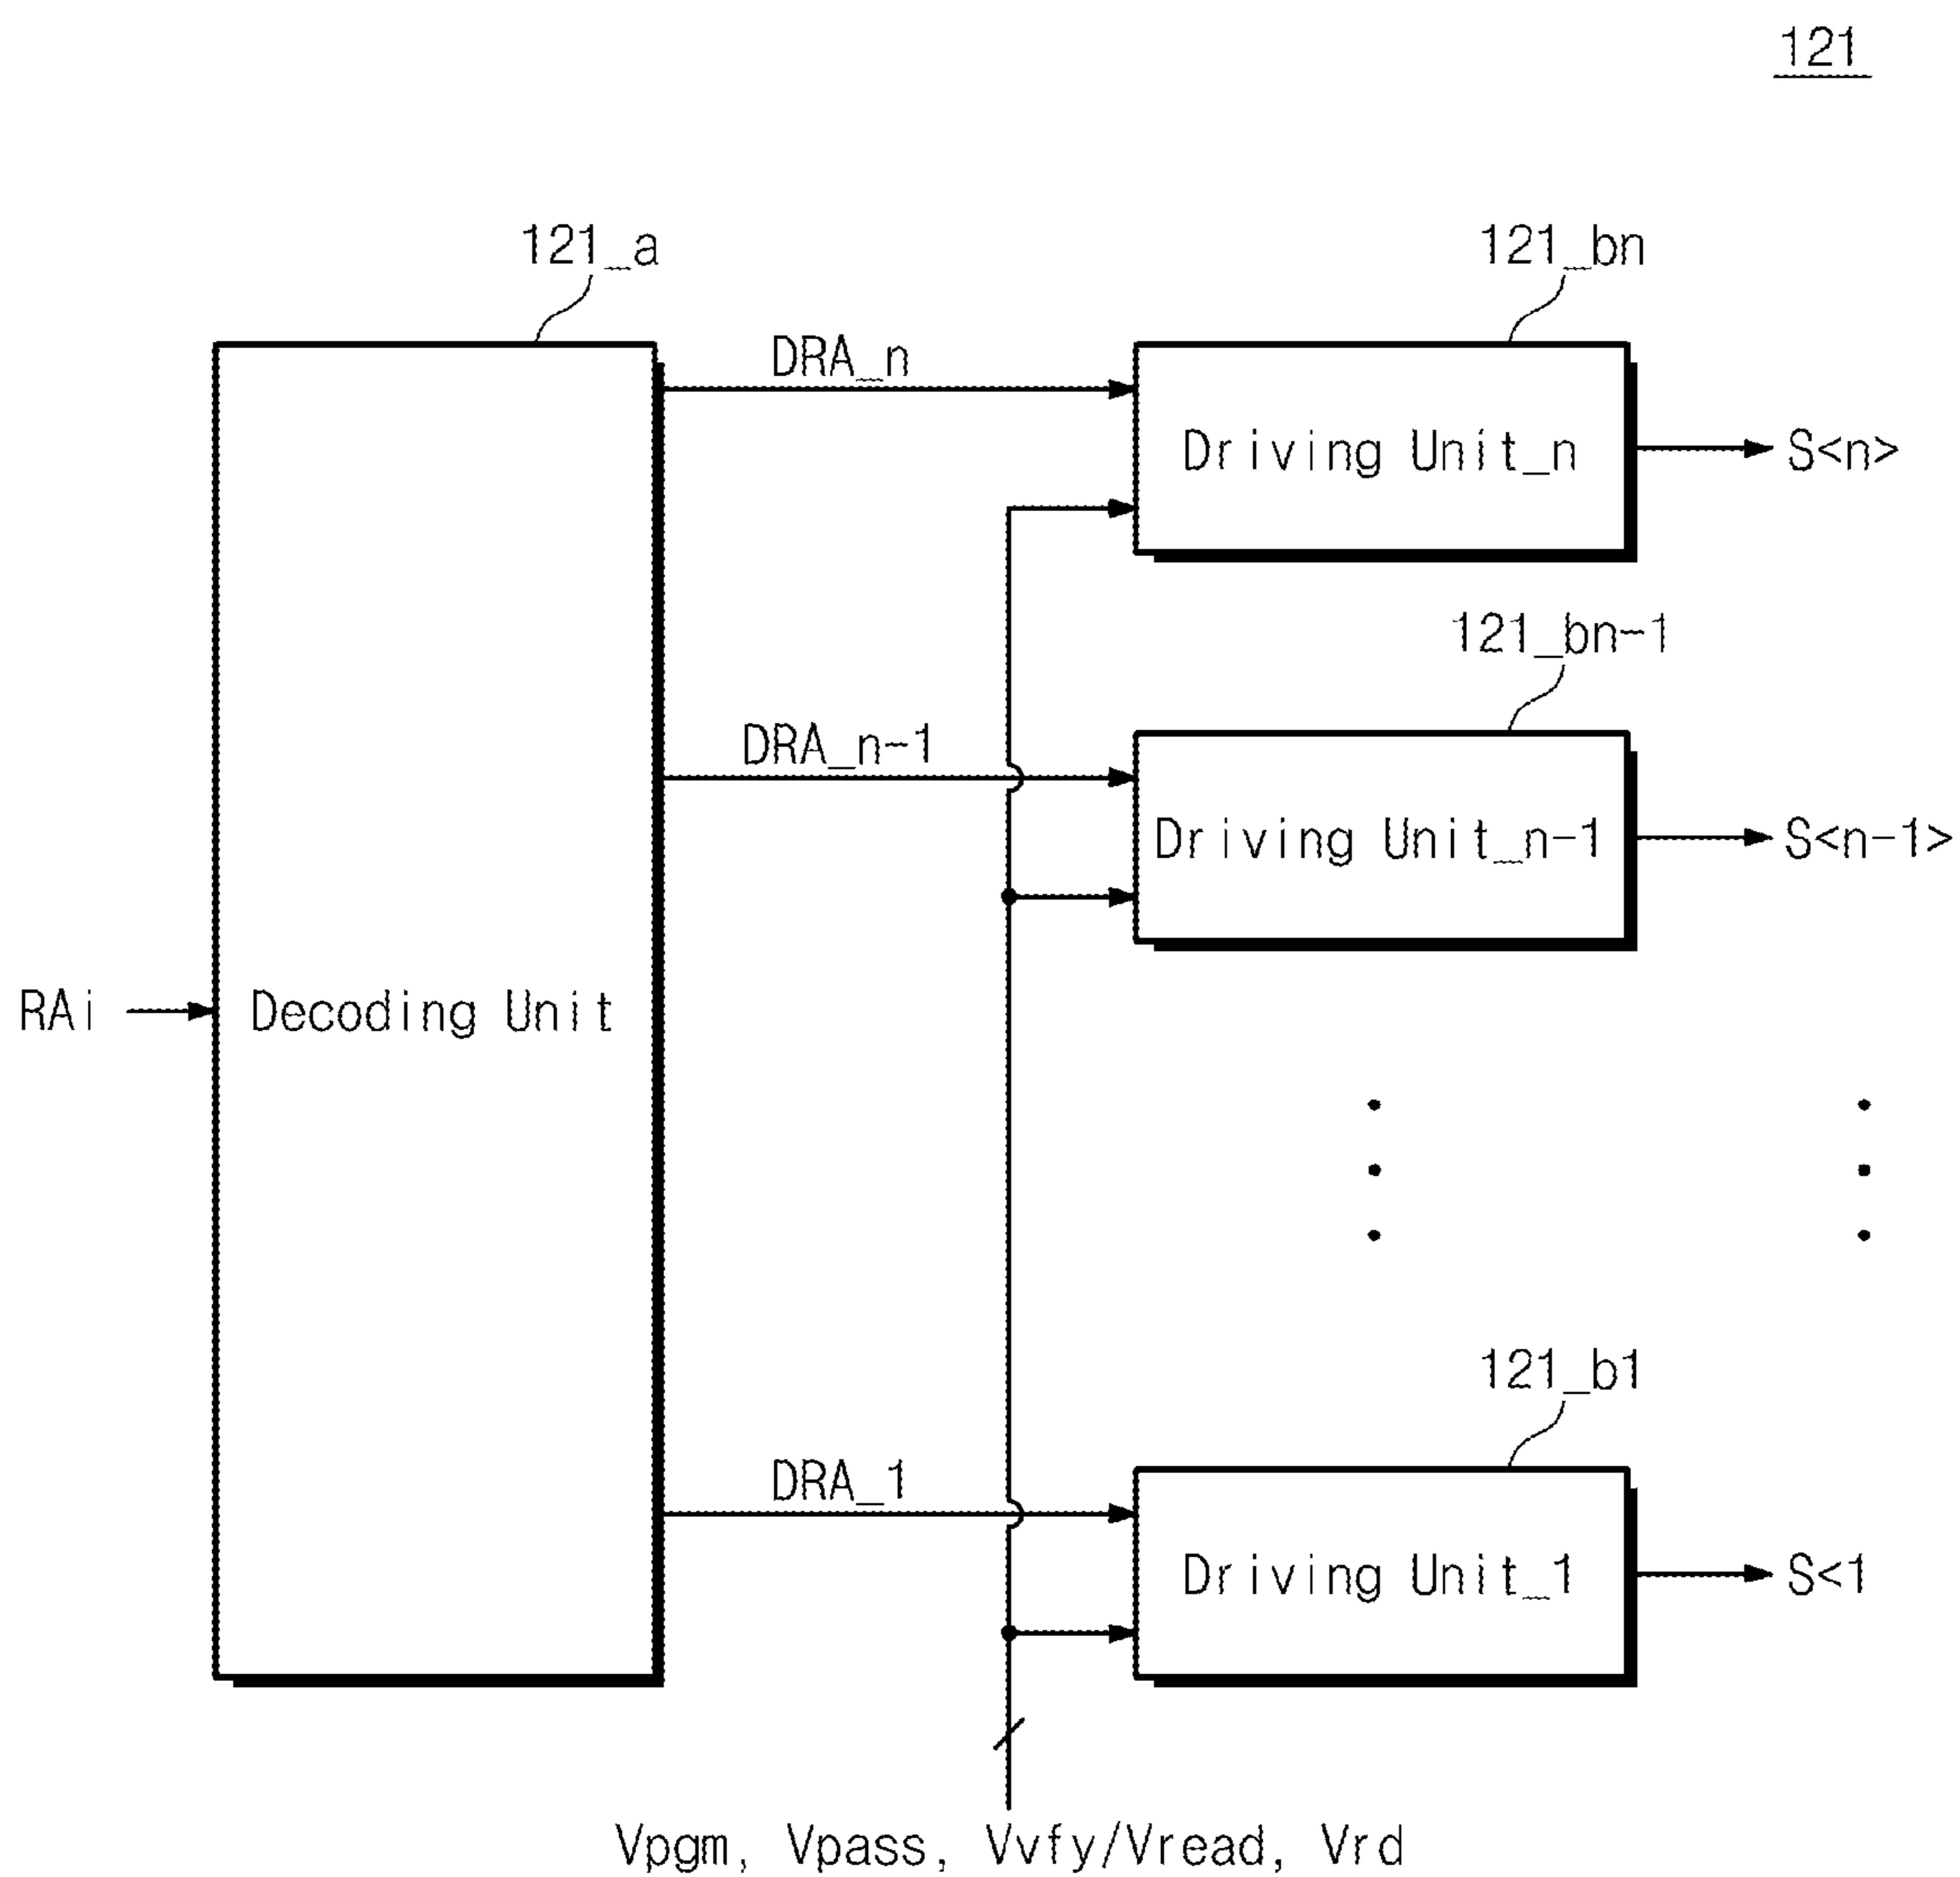 121
121_a
121_bn
DRA_n
Driving Unit_n
S<n>
121_bn-1
DRA_n-1
Driving Unit_n-1
S<n-1>
RAi
Decoding Unit
121_b1
DRA_1
Driving Unit_1
S<1
Vpgm, Vpass, Vvfy/Vread, Vrd